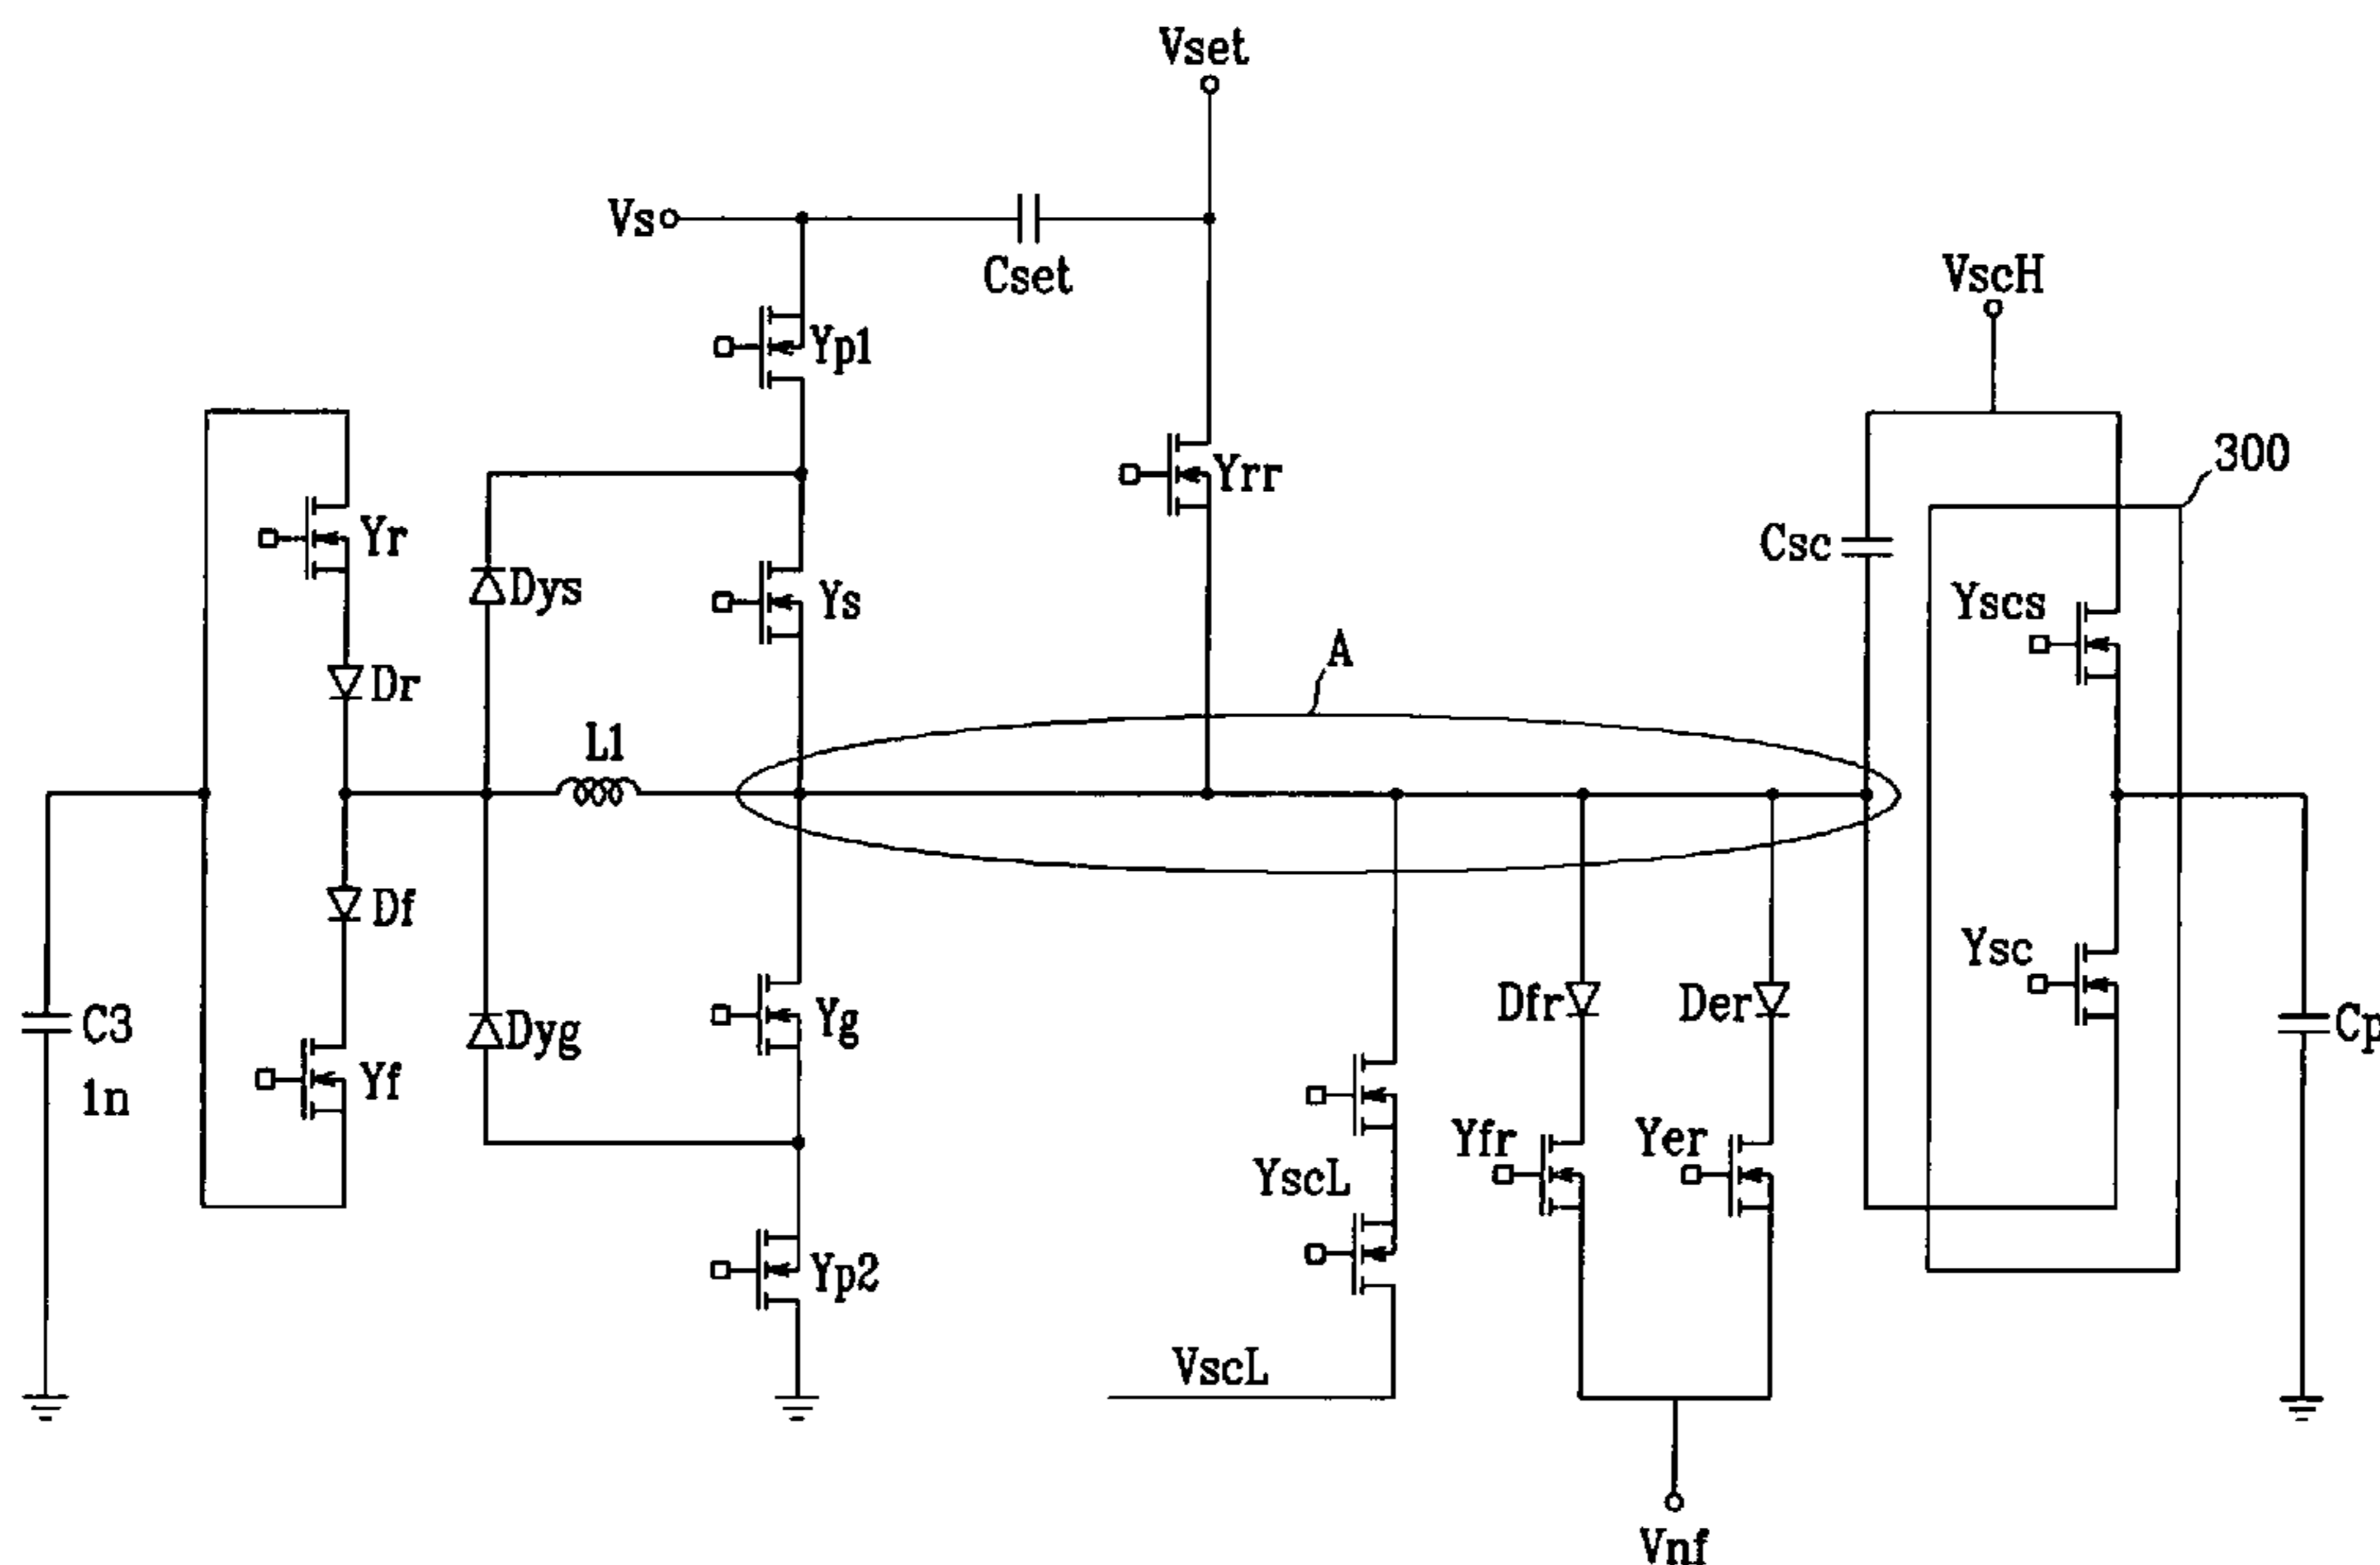 Vset
Vs
Cset
VscH
Yp1
300
Yrr
Yr
Csc
Dys
Ys
Yscs
A
Dr
L1
Df
Ysc
C3
1n
Dyg
Yg
Dfr
Der
Cp
Yf
Yfr
Yer
YscL
Yp2
VscL
Vnf